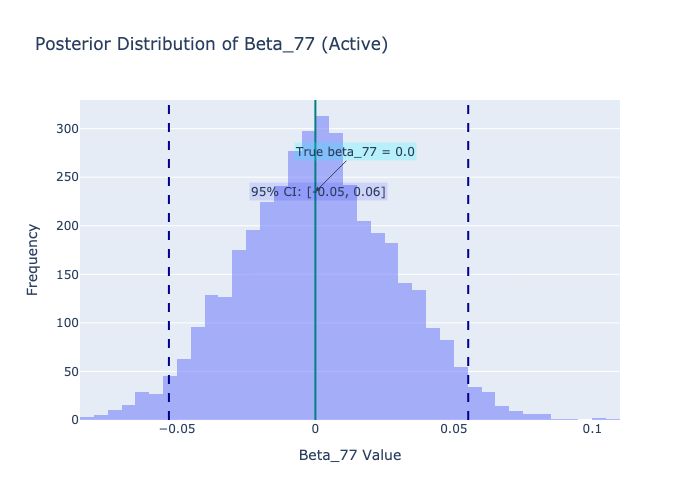 Posterior Distribution of Beta_77 (Active)
300
True beta_77 = 0.0
250
95% CI: [-0.05, 0.06]
200
Frequency
150
100
50
0
−0.05
0
0.05
0.1
Beta_77 Value